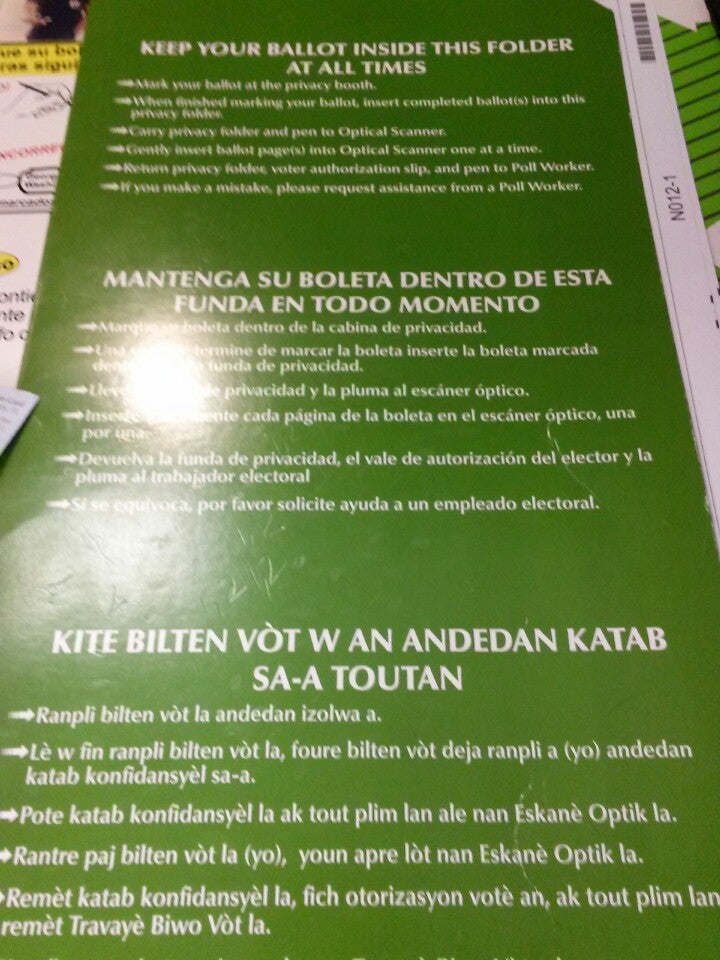 KEEP YOUR BALLOT INSIDE THIS FOLDER
AT ALL TIMES
Mark your ballot at the privacy booth.
When finished marking your ballot, insert completed ballot(s) into this
privacy folder.
Carry privacy folder and pen to Optical Scanner.
Gently insert ballot page(s) into Optical Scanner one at a time.
Return privacy folder, voter authorization slip, and pen to Poll Worker.
If you make a mistake, please request assistance from a Poll Worker.
MANTENGA SU BOLETA DENTRO DE ESTA
FUNDA EN TODO MOMENTO
Marque su boleta dentro de la cabina de privacidad.
Una termine de marcar la boleta inserte la boleta marcada
funda de privacidad.
de privacidad y la pluma al escáner óptico.
cada página de la boleta en el escáner óptico, una
por una.
Devuelva la funda de privacidad, el vale de autorización del elector y la
pluma al trabajador electoral
Si se equivoca, por favor solicite ayuda a un empleado electoral.
KITE BILTEN VÒT W AN ANDEDAN KATAB
SA-A TOUTAN
Ranpli bilten vòt la andedan izolwa a.
Lè w fin ranpli bilten vòt la, foure bilten vòt deja ranpli a (yo) andedan
katab konfidansyèl sa-a.
Pote katab konfidansyèl la ak tout plim lan ale nan Eskanè Optik la.
Rantre paj bilten vòt la (yo), youn apre lòt nan Eskanè Optik la.
Remèt katab konfidansyèl la, fich otorizasyon votè an, ak tout plim lan
remèt Travayè Biwo Vòt la.
N012-1